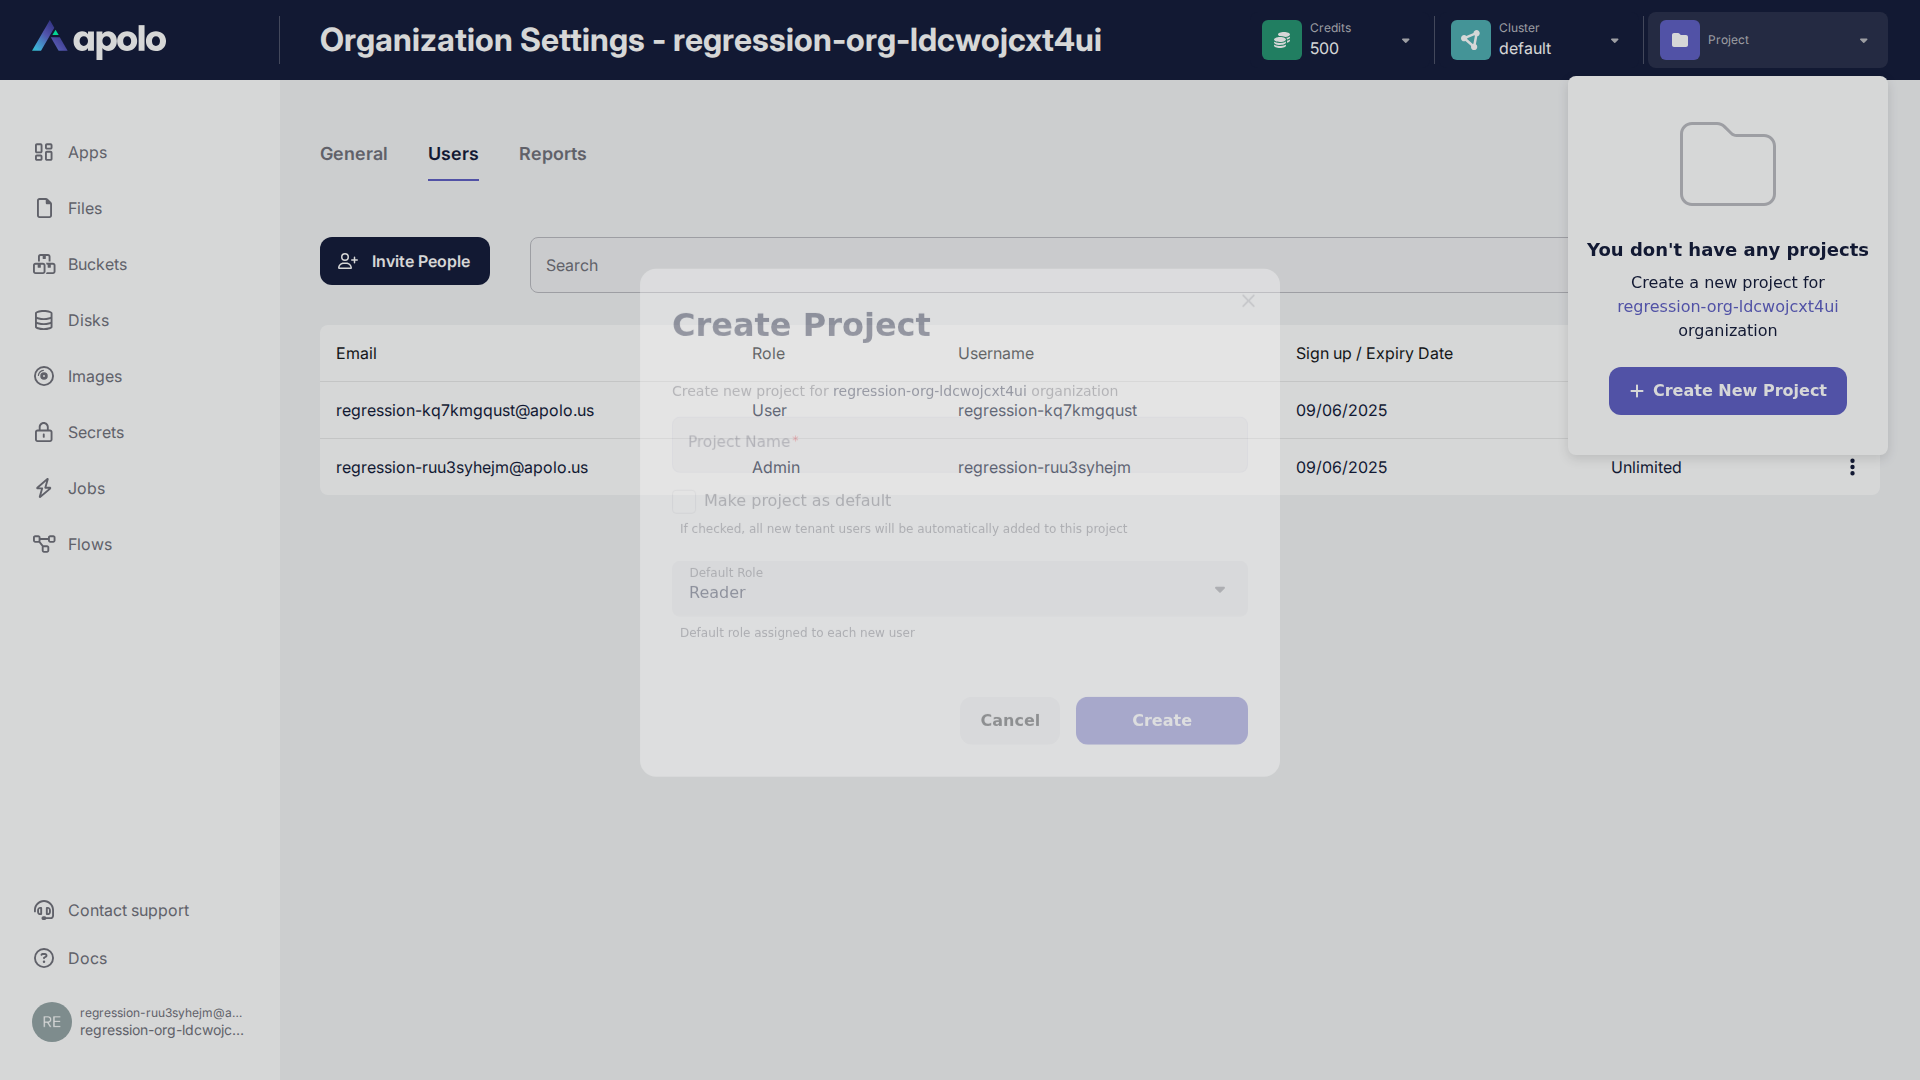 apolo
Organization Settings - regression-org-ldcwojcxt4ui
Credits
500
Cluster
default
Project
Apps
Files
Buckets
Disks
Images
Secrets
Jobs
Flows
Contact support
Docs
RE
regression-ruu3syhejm@a...
regression-org-ldcwojc...
General
Users
Reports
Invite People
Search
Email
Role
Username
Sign up / Expiry Date
regression-kq7kmgqust@apolo.us
User
regression-kq7kmgqust
09/06/2025
regression-ruu3syhejm@apolo.us
Admin
regression-ruu3syhejm
09/06/2025
Unlimited
You don't have any projects
Create a new project for
regression-org-ldcwojcxt4ui
organization
Create New Project
Create Project
Create new project for regression-org-ldcwojcxt4ui organization
Project Name*
Make project as default
If checked, all new tenant users will be automatically added to this project
Default Role
Reader
Default role assigned to each new user
Cancel
Create